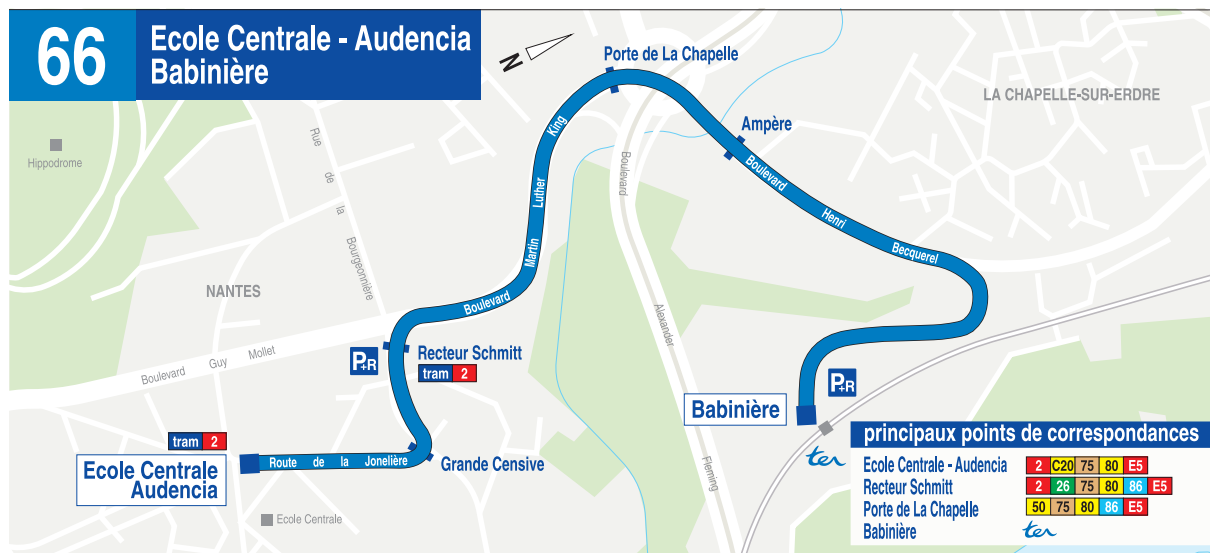 66
Ecole Centrale - Audencia
Babinière
N
Porte de La Chapelle
LA CHAPELLE-SUR-ERDRE
Ampère
Hippodrome
Rue de la Bourgeonnière
Boulevard Martin Luther King
Boulevard Alexander Fleming
Boulevard Henri Becquerel
NANTES
Boulevard Guy Mollet
P+R
Recteur Schmitt
tram 2
P+R
Babinière
ter
tram 2
Ecole Centrale
Audencia
Route de la Jonelière
Grande Censive
Ecole Centrale
principaux points de correspondances
Ecole Centrale - Audencia 2 C20 75 80 E5
Recteur Schmitt 2 26 75 80 86 E5
Porte de La Chapelle 50 75 80 86 E5
Babinière ter